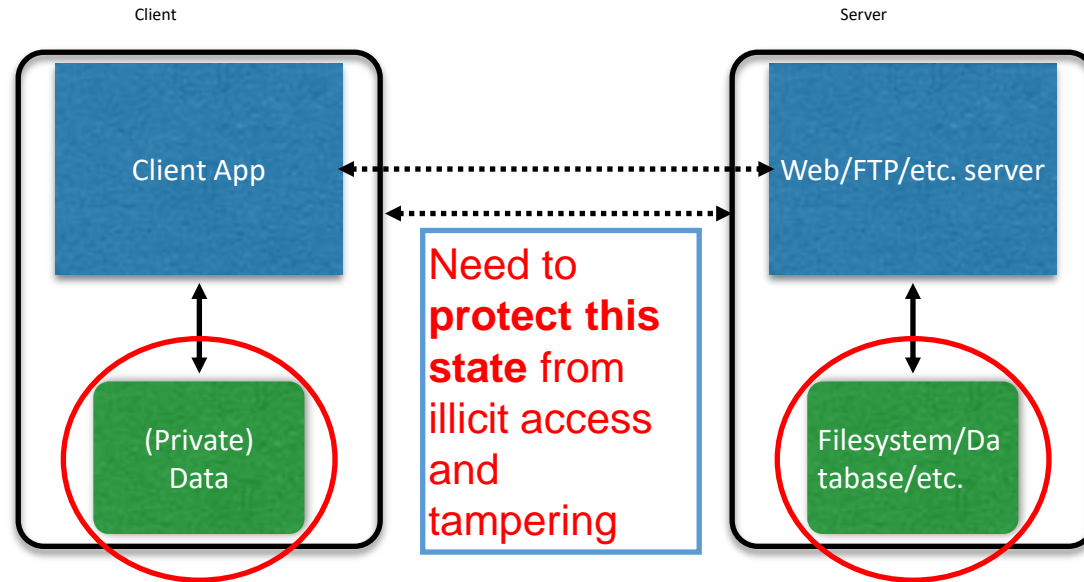 Client
Server
Client App
Web/FTP/etc. server
Need to
protect this
state from
illicit access
and
tampering
(Private)
Data
Filesystem/Da
tabase/etc.